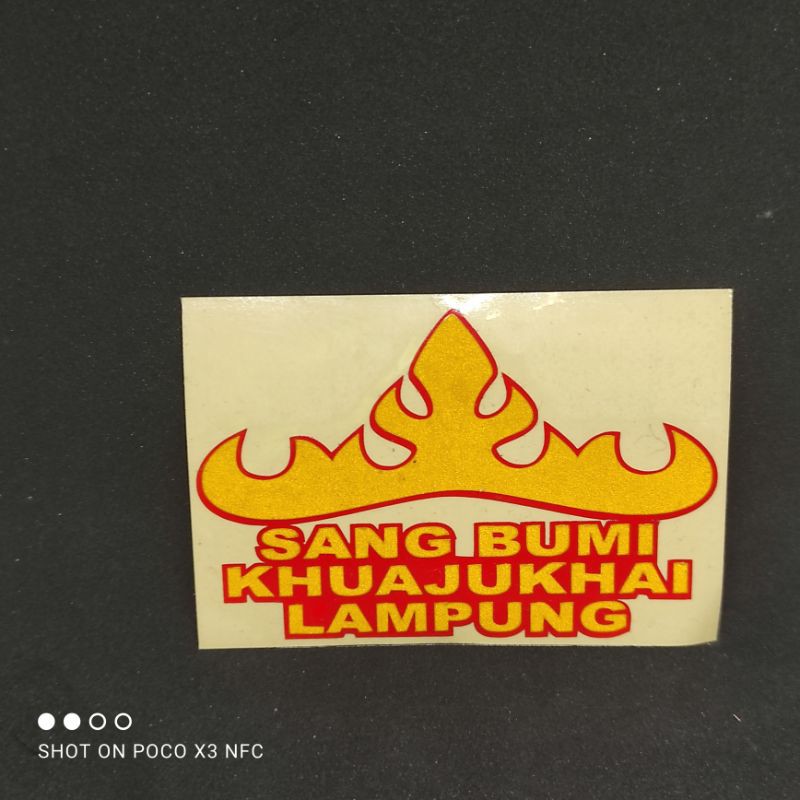 SANG BUMI
KHUAJUKHAI
LAMPUNG
SHOT ON POCO X3 NFC